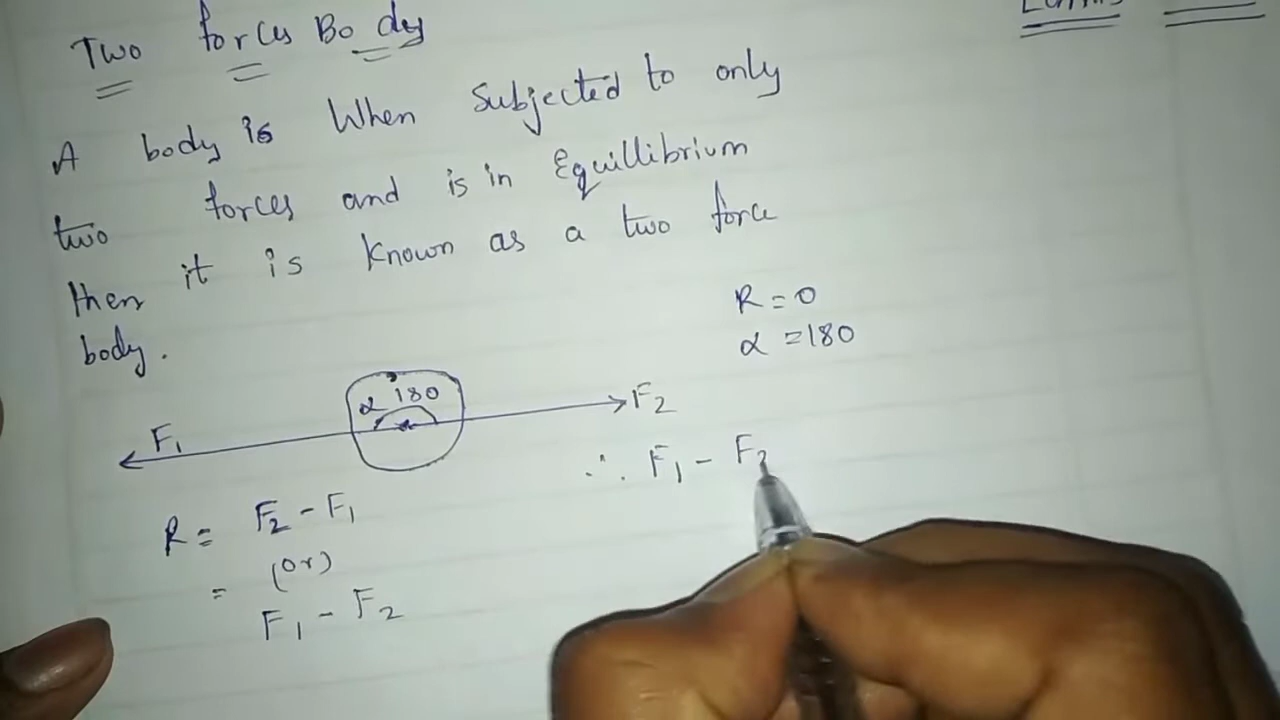 Two forces Body
A body is When Subjected to only
two forces and is in Equillibrium
then it is known as a two force
body.
R = 0
α = 180
α 180
F1
F2
∴ F1 - F2
R = F2 - F1
= (or)
F1 - F2